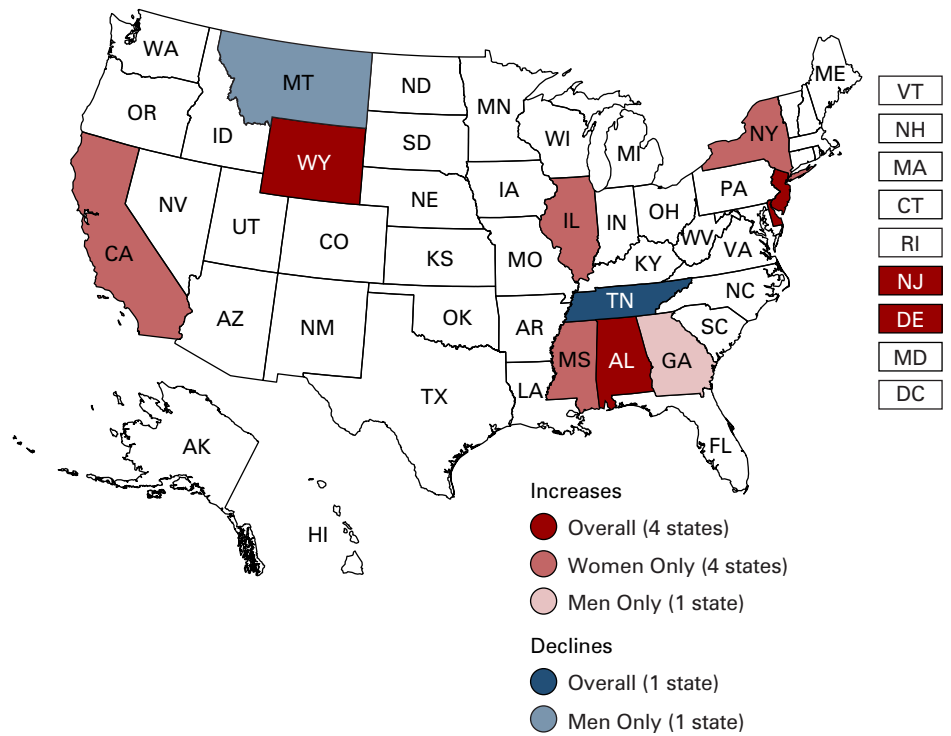 WA
MT
ND
MN
ME
OR
ID
WY
SD
WI
MI
NY
VT
NH
MA
CT
RI
NJ
DE
MD
DC
NV
UT
CO
NE
IA
IL
IN
OH
PA
CA
KS
MO
KY
WV
VA
AZ
NM
OK
AR
TN
NC
SC
TX
LA
MS
AL
GA
FL
AK
HI
Increases
Overall (4 states)
Women Only (4 states)
Men Only (1 state)
Declines
Overall (1 state)
Men Only (1 state)